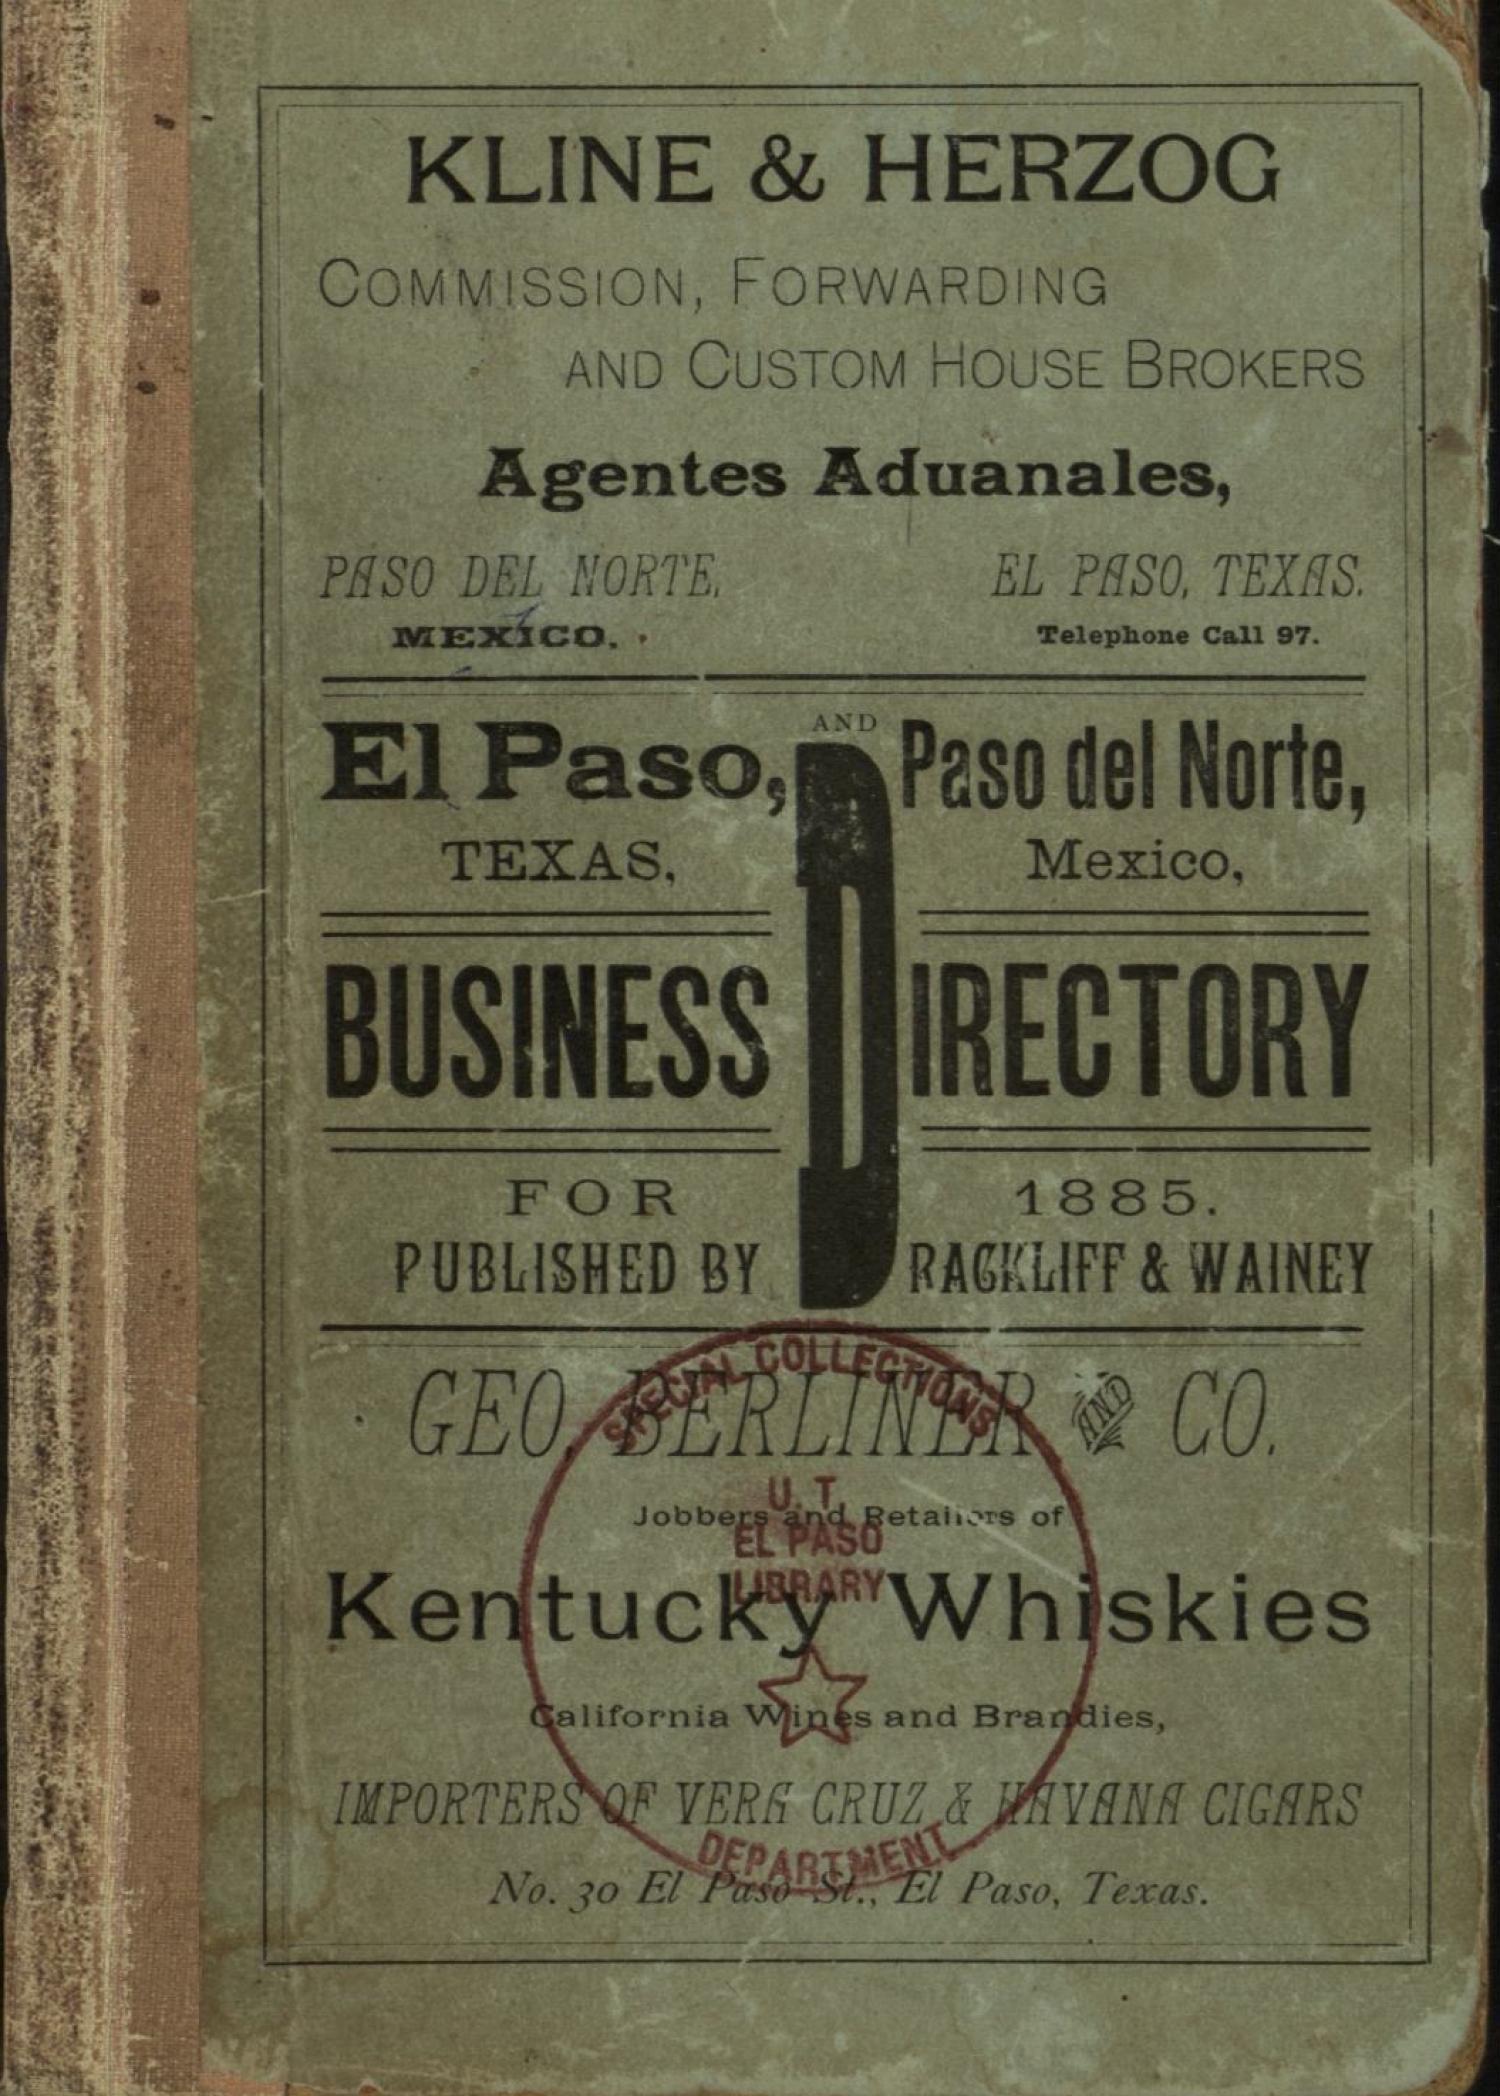 KLINE & HERZOG
COMMISSION, FORWARDING
AND CUSTOM HOUSE BROKERS
Agentes Aduanales,
PASO DEL NORTE, EL PASO, TEXAS.
MEXICO. Telephone Call 97.
El Paso, AND Paso del Norte,
TEXAS, Mexico,
BUSINESS DIRECTORY
FOR 1885.
PUBLISHED BY RACKLIFF & WAINEY
GEO. BERLINER AND CO.
Jobbers and Retailers of
Kentucky Whiskies
California Wines and Brandies,
IMPORTERS OF VERA CRUZ & HAVANA CIGARS
No. 30 El Paso St., El Paso, Texas.
SPECIAL COLLECTIONS
U. T.
EL PASO
LIBRARY
DEPARTMENT